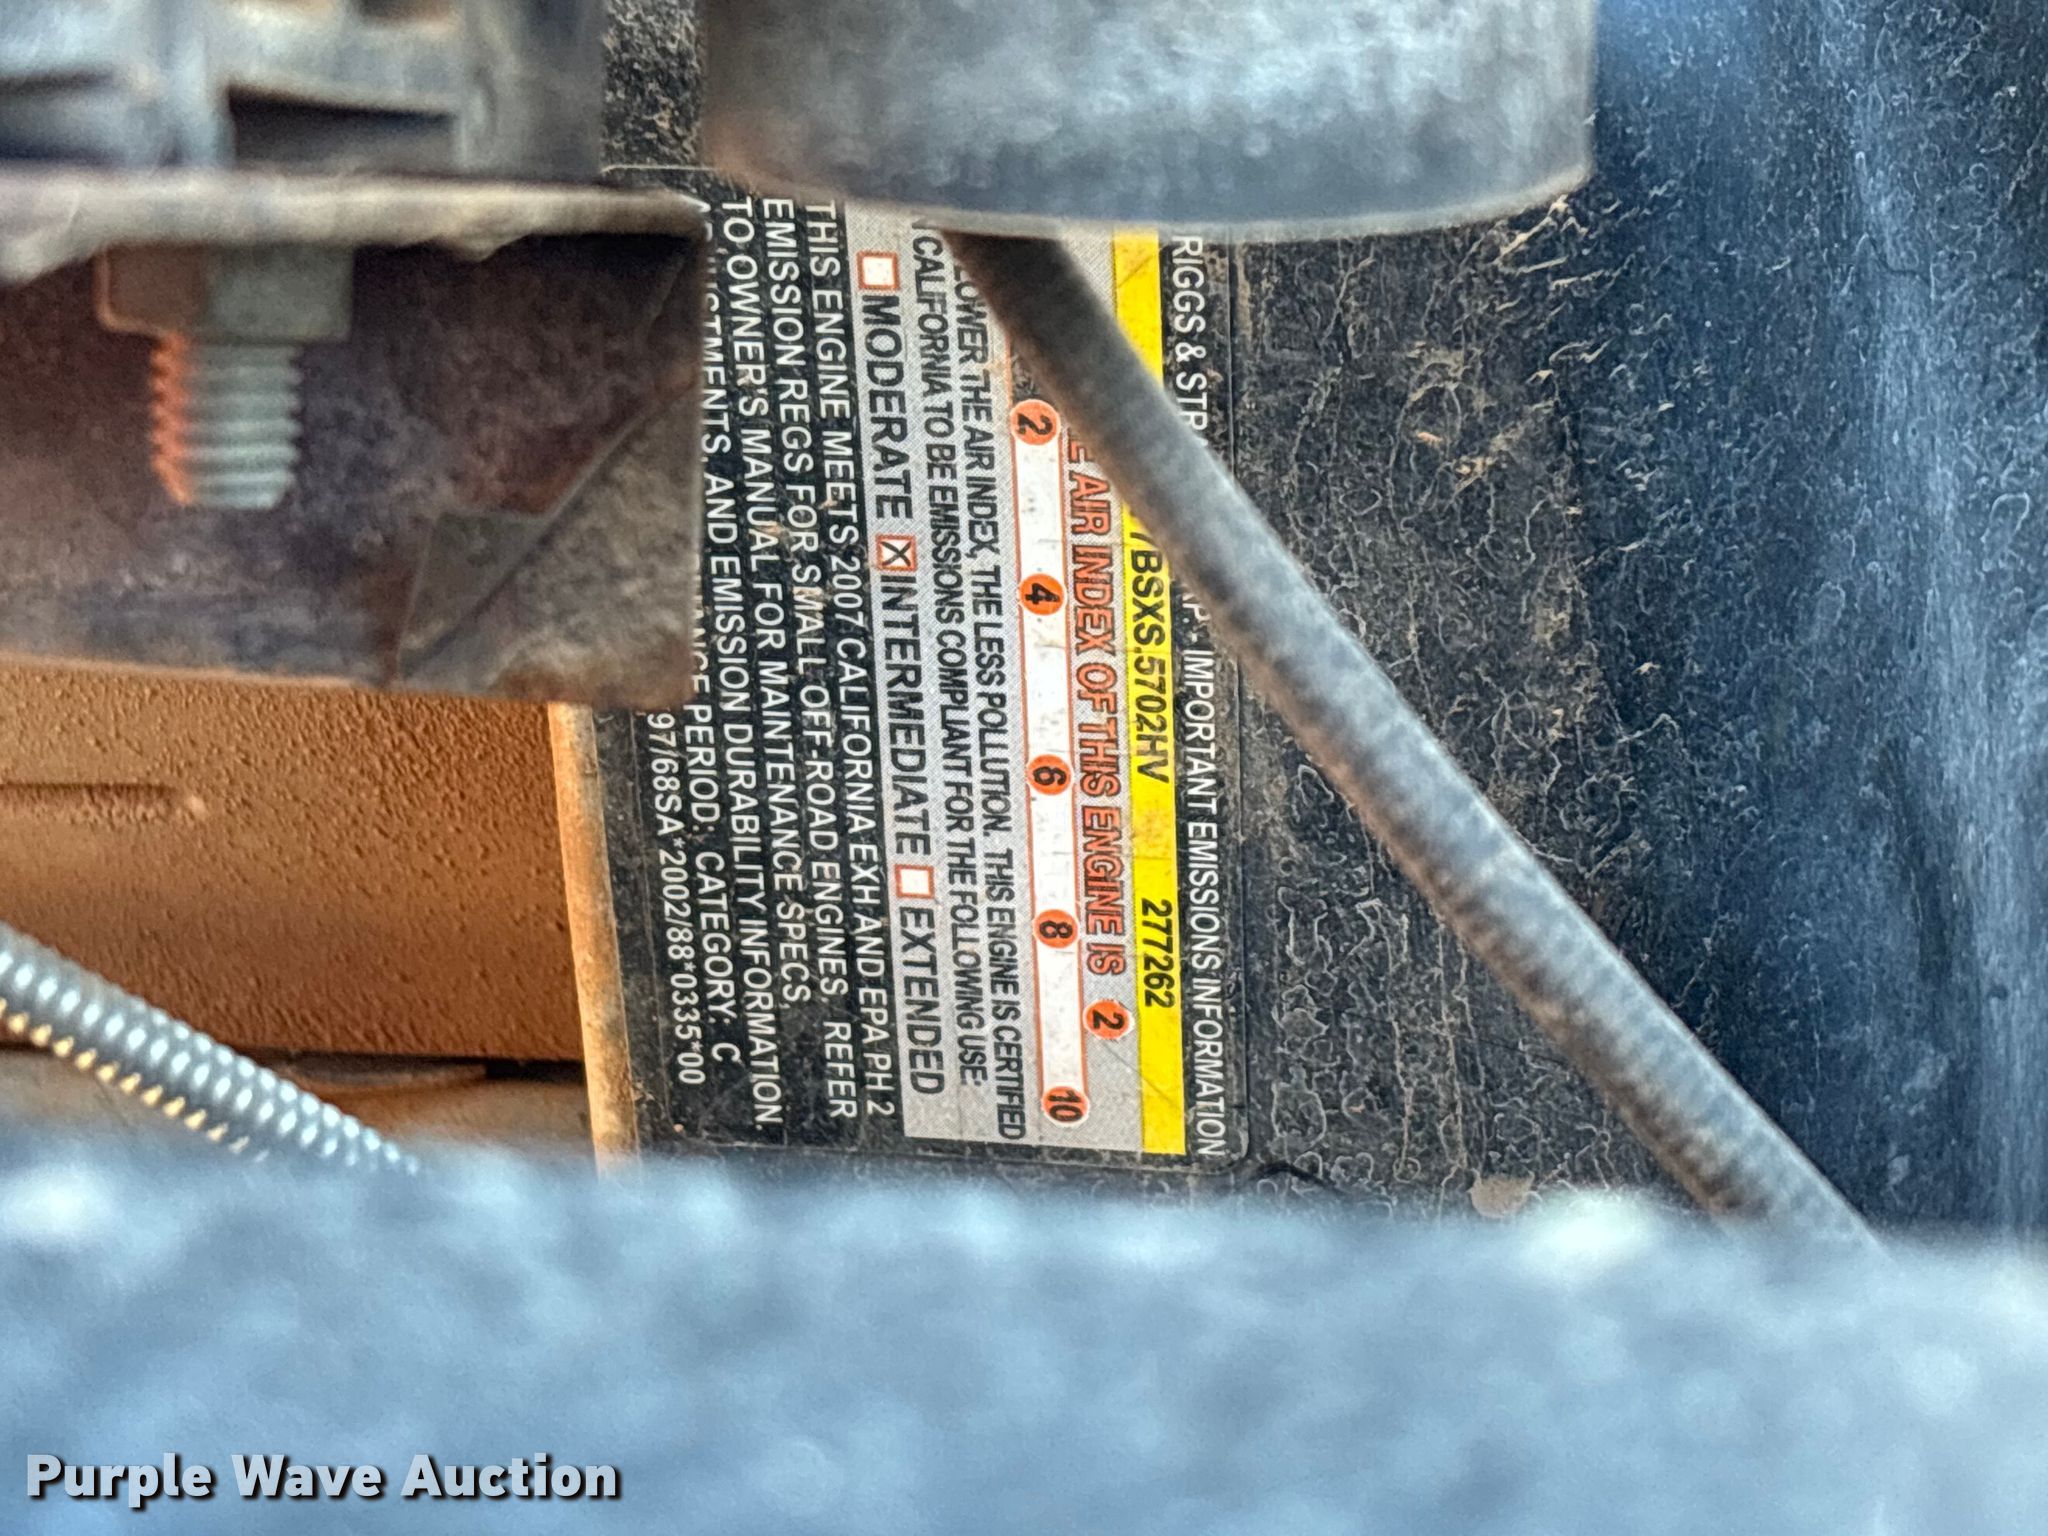 RIGGS & STR IMPORTANT EMISSIONS INFORMATION
7BSXS.5702HV 277262
AIR INDEX OF THIS ENGINE IS 2
2 4 6 8 10
LOWER THE AIR INDEX, THE LESS POLLUTION. THIS ENGINE IS CERTIFIED
CALIFORNIA TO BE EMISSIONS COMPLIANT FOR THE FOLLOWING USE-
MODERATE INTERMEDIATE EXTENDED
THIS ENGINE MEETS 2007 CALIFORNIA EXH AND EPA PH 2
EMISSION REGS FOR SMALL OFF-ROAD ENGINES. REFER
TO OWNER'S MANUAL FOR MAINTENANCE SPECS,
ADJUSTMENTS, AND EMISSION DURABILITY INFORMATION.
PERIOD: CATEGORY: C
97/68SA*2002/88*0335*00
Purple Wave Auction